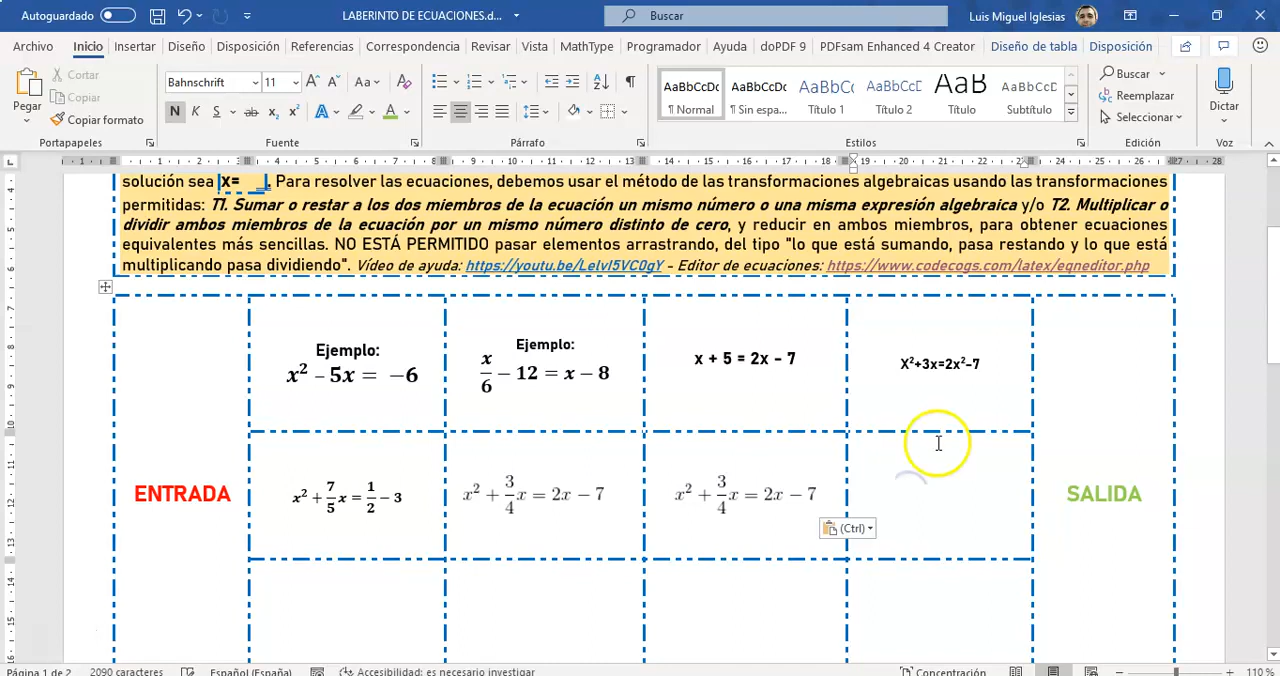 Autoguardado
LABERINTO DE ECUACIONES.d...
Buscar
Luis Miguel Iglesias
Archivo Inicio Insertar Diseño Disposición Referencias Correspondencia Revisar Vista MathType Programador Ayuda doPDF 9 PDFsam Enhanced 4 Creator Diseño de tabla Disposición
Pegar
Cortar
Copiar
Copiar formato
Portapapeles
Bahnschrift 11
N K S ab x₂ x²
Fuente
Párrafo
AaBbCcDc AaBbCcDc AaBbCc AaBbCcD AaB AaBbCcD
¶ Normal ¶ Sin espa... Título 1 Título 2 Título Subtítulo
Estilos
Buscar
Reemplazar
Seleccionar
Edición
Dictar
Voz
solución sea x= __. Para resolver las ecuaciones, debemos usar el método de las transformaciones algebraicas usando las transformaciones
permitidas: T1. Sumar o restar a los dos miembros de la ecuación un mismo número o una misma expresión algebraica y/o T2. Multiplicar o
dividir ambos miembros de la ecuación por un mismo número distinto de cero, y reducir en ambos miembros, para obtener ecuaciones
equivalentes más sencillas. NO ESTÁ PERMITIDO pasar elementos arrastrando, del tipo "lo que está sumando, pasa restando y lo que está
multiplicando pasa dividiendo". Vídeo de ayuda: https://youtu.be/LelvI5VC0gY - Editor de ecuaciones: https://www.codecogs.com/latex/eqneditor.php
Ejemplo:
x² – 5x = −6
Ejemplo:
x/6 − 12 = x − 8
x + 5 = 2x - 7
X²+3x=2x²-7
ENTRADA
x² + 7/5 x = 1/2 − 3
x² + 3/4 x = 2x − 7
x² + 3/4 x = 2x − 7
(Ctrl)
SALIDA
Página 1 de 2 2090 caracteres Español (España) Accesibilidad: es necesario investigar Concentración 110 %